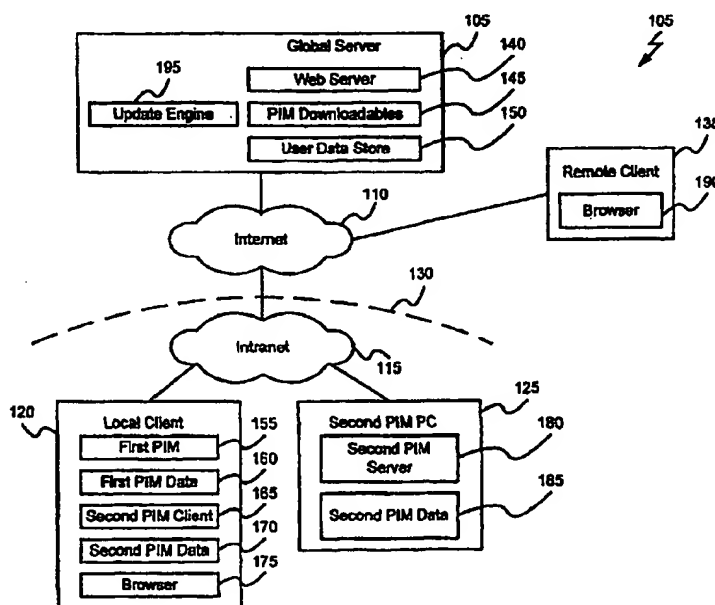 105
105
Global Server
140
Web Server
195
145
Update Engine
PIM Downloadables
150
User Data Store
135
Remote Client
190
Browser
110
Internet
130
Intranet
115
120
Local Client
155
First PIM
160
First PIM Data
165
Second PIM Client
170
Second PIM Data
175
Browser
125
Second PIM PC
180
Second PIM
Server
185
Second PIM Data